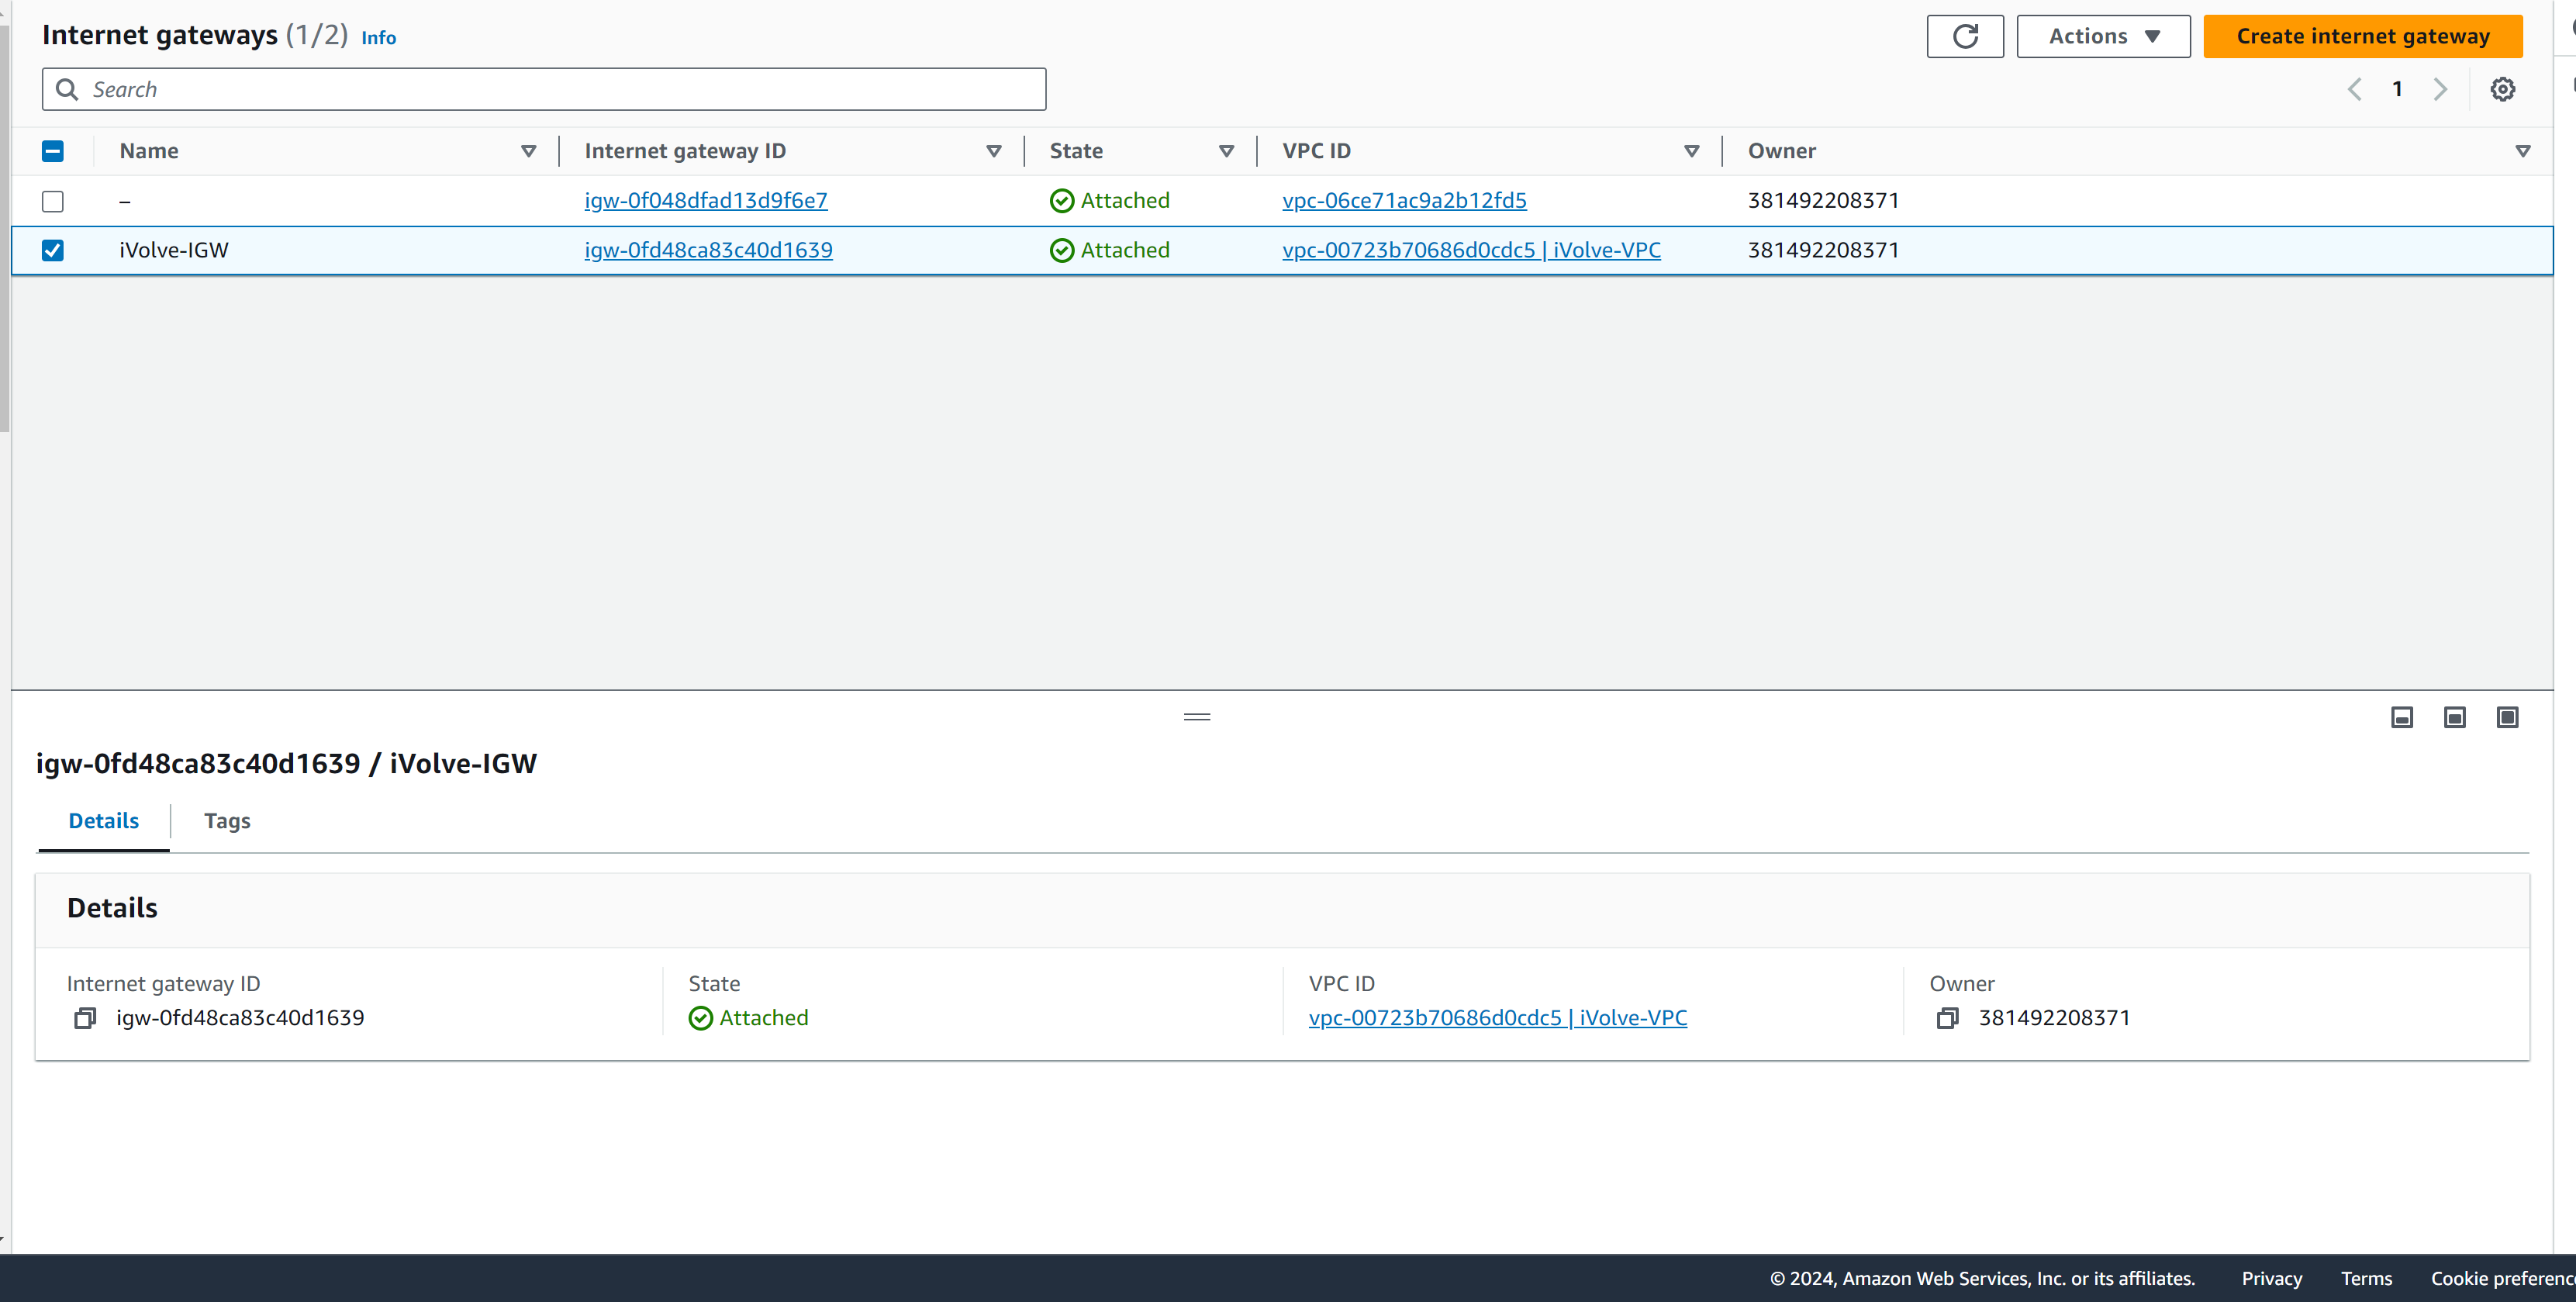 Internet gateways (1/2) Info
Actions
Create internet gateway
Search
1
Name Internet gateway ID State VPC ID Owner
– igw-0f048dfad13d9f6e7 Attached vpc-06ce71ac9a2b12fd5 381492208371
iVolve-IGW igw-0fd48ca83c40d1639 Attached vpc-00723b70686d0cdc5 | iVolve-VPC 381492208371
igw-0fd48ca83c40d1639 / iVolve-IGW
Details Tags
Details
Internet gateway ID State VPC ID Owner
igw-0fd48ca83c40d1639 Attached vpc-00723b70686d0cdc5 | iVolve-VPC 381492208371
© 2024, Amazon Web Services, Inc. or its affiliates. Privacy Terms Cookie preferenc